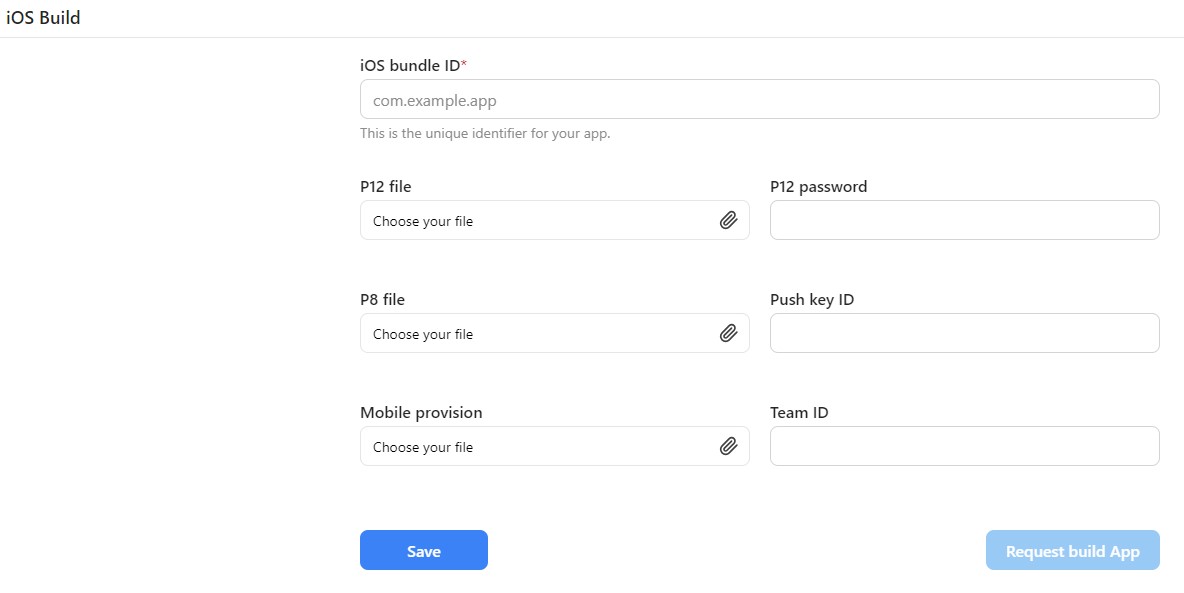 iOS Build
iOS bundle ID*
com.example.app
This is the unique identifier for your app.
P12 file
P12 password
Choose your file
P8 file
Push key ID
Choose your file
Mobile provision
Team ID
Choose your file
Save
Request build App